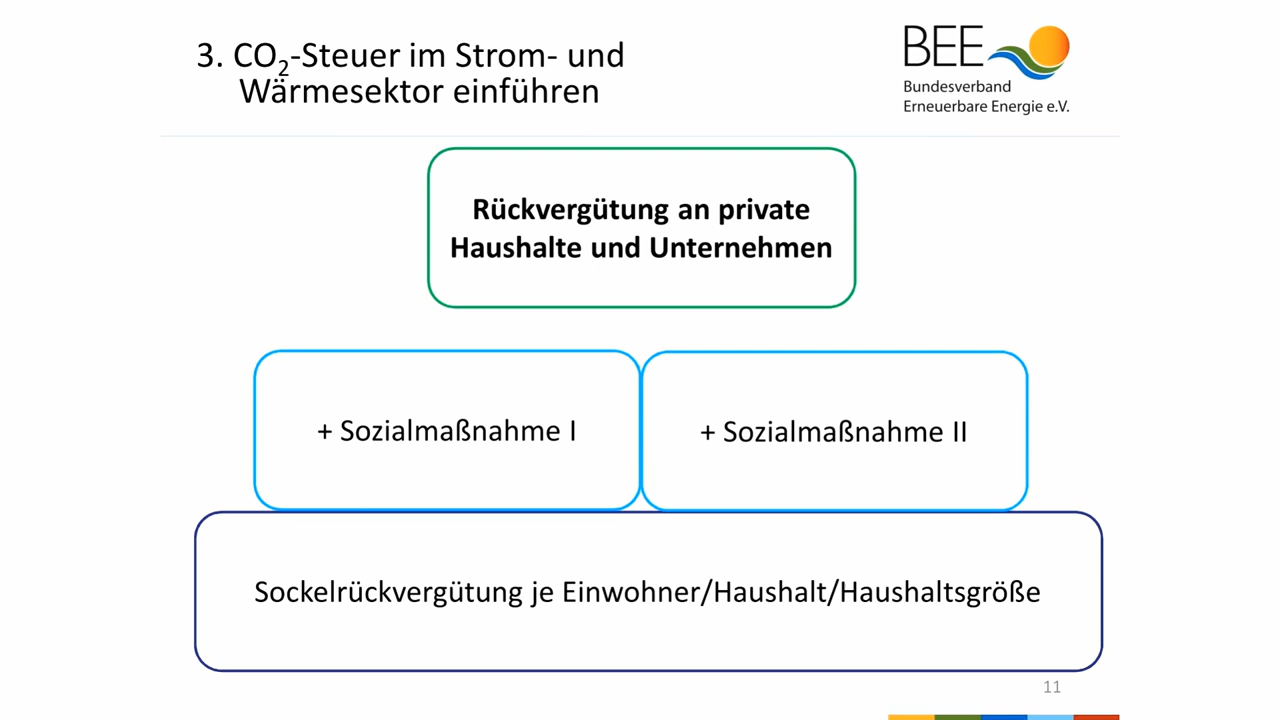 3. CO₂-Steuer im Strom- und
Wärmesektor einführen
BEE
Bundesverband
Erneuerbare Energie e.V.
Rückvergütung an private
Haushalte und Unternehmen
+ Sozialmaßnahme I
+ Sozialmaßnahme II
Sockelrückvergütung je Einwohner/Haushalt/Haushaltsgröße
11